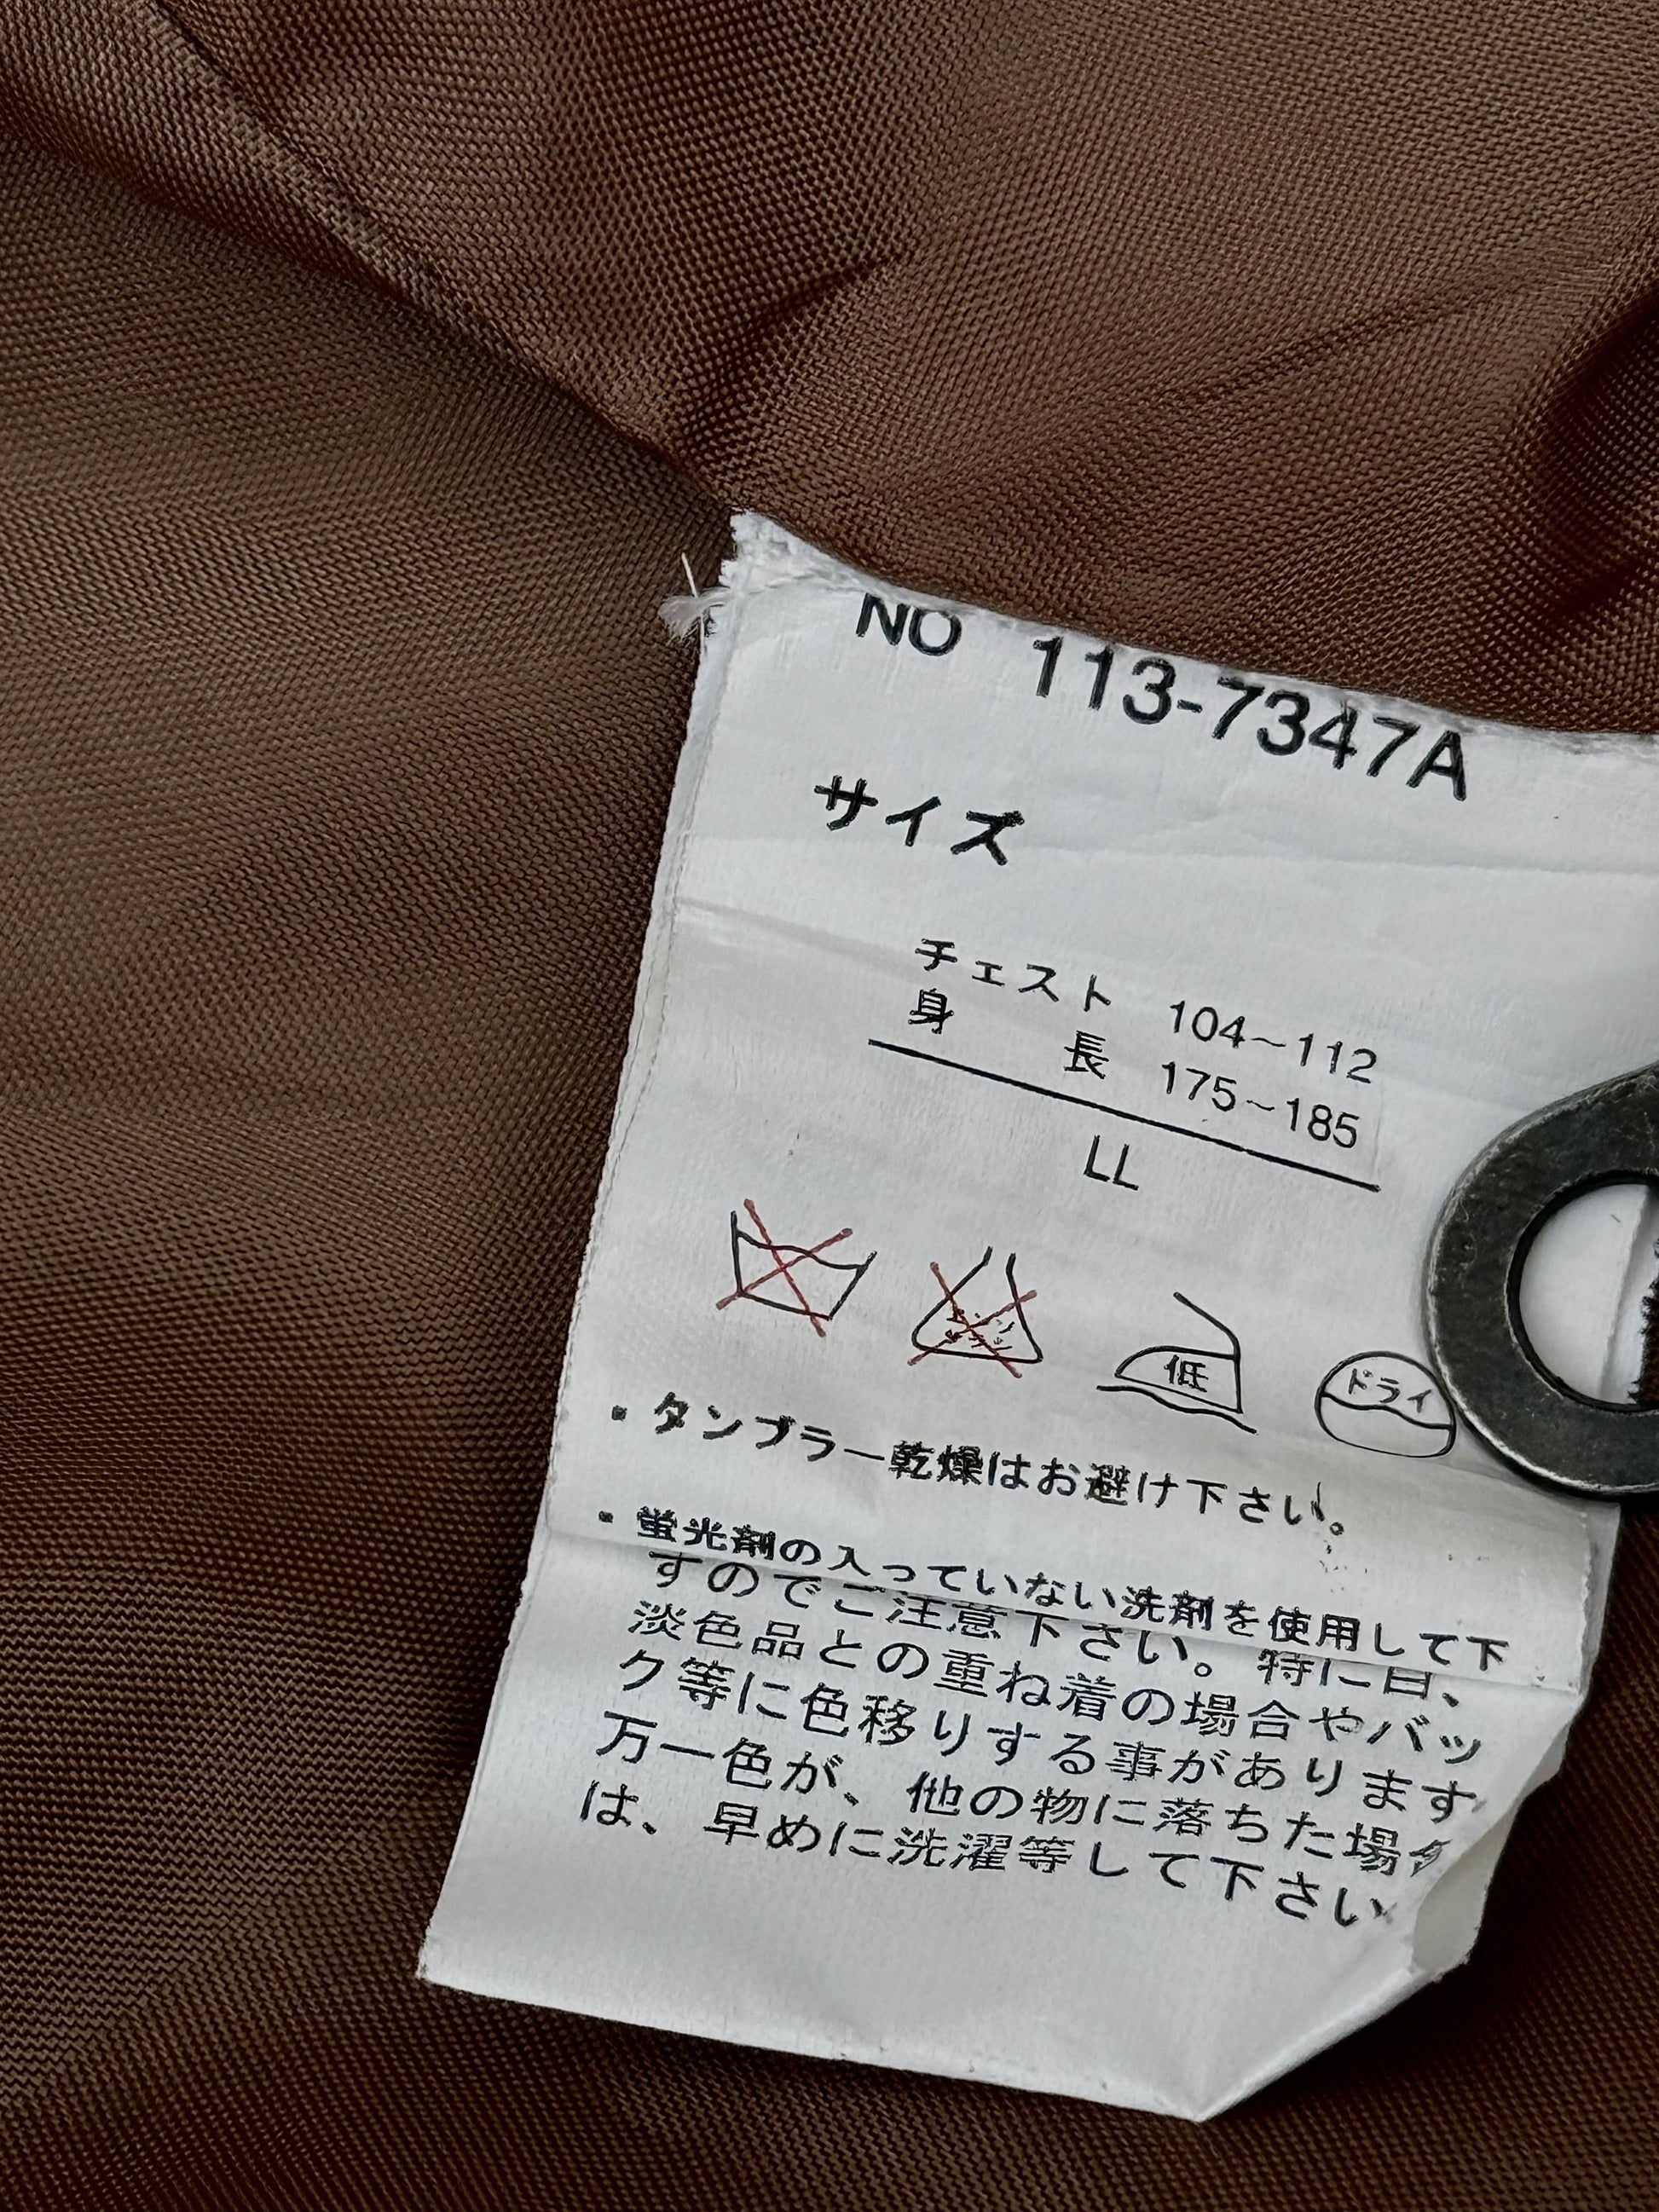 NO 113-7347A
サイズ
チェスト 104~112
身 長 175~185
LL
エンソ
低
ドライ
・タンブラー乾燥はお避け下さい。
・蛍光剤の入っていない洗剤を使用して下
すのでご注意下さい。特に白、
淡色品との重ね着の場合やバッ
ク等に色移りする事があります
万一色が、他の物に落ちた場
は、早めに洗濯等して下さい